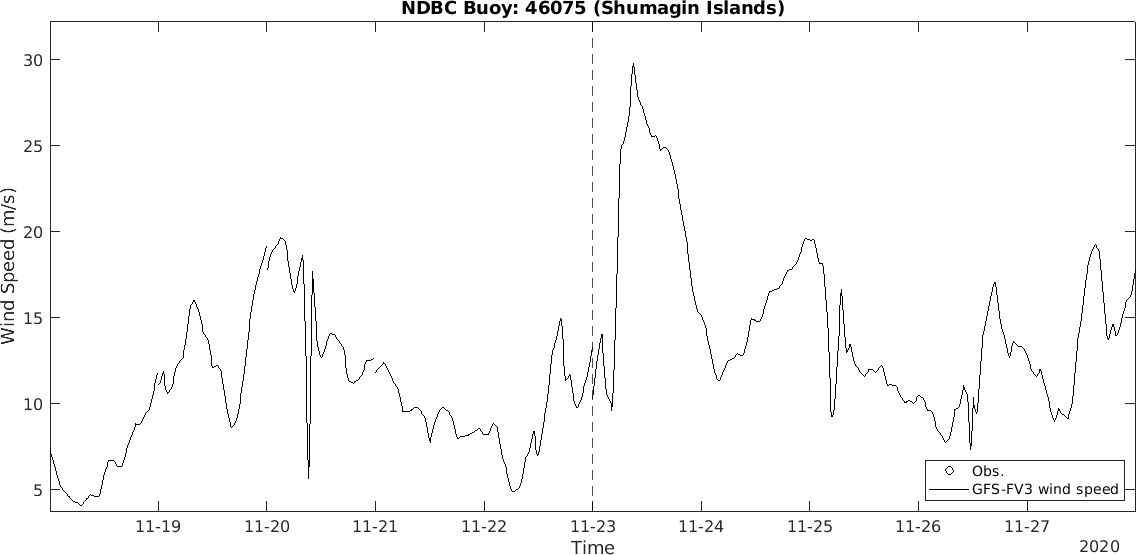 NDBC Buoy: 46075 (Shumagin Islands)
Wind Speed (m/s)
30
25
20
15
10
5
Obs.
GFS-FV3 wind speed
11-19 11-20 11-21 11-22 11-23 11-24 11-25 11-26 11-27
Time
2020